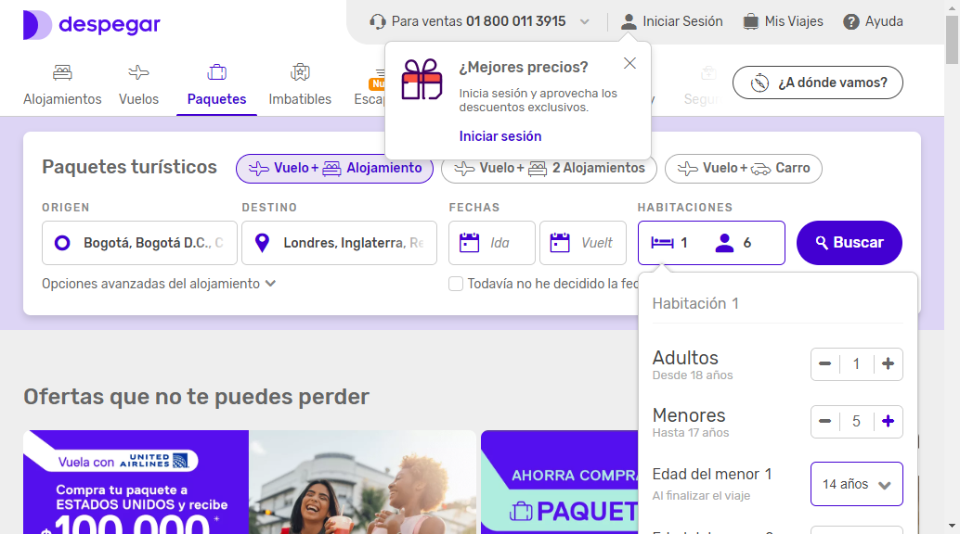 despegar
Para ventas 01 800 011 3915
Iniciar Sesión
Mis Viajes
Ayuda
Alojamientos
Vuelos
Paquetes
Imbatibles
¿A dónde vamos?
¿Mejores precios?
Inicia sesión y aprovecha los
descuentos exclusivos.
Iniciar sesión
Paquetes turísticos
Vuelo + Alojamiento
Vuelo + 2 Alojamientos
Vuelo + Carro
ORIGEN
DESTINO
FECHAS
HABITACIONES
Bogotá, Bogotá D.C., C
Londres, Inglaterra, Re
Ida
Vuelt
1
6
Buscar
Opciones avanzadas del alojamiento
Todavía no he decidido la fec
Habitación 1
Adultos
Desde 18 años
1
Menores
Hasta 17 años
5
Edad del menor 1
Al finalizar el viaje
14 años
Ofertas que no te puedes perder
Vuela con UNITED AIRLINES
Compra tu paquete a
ESTADOS UNIDOS y recibe
100.000
AHORRA COMPRA
PAQUET